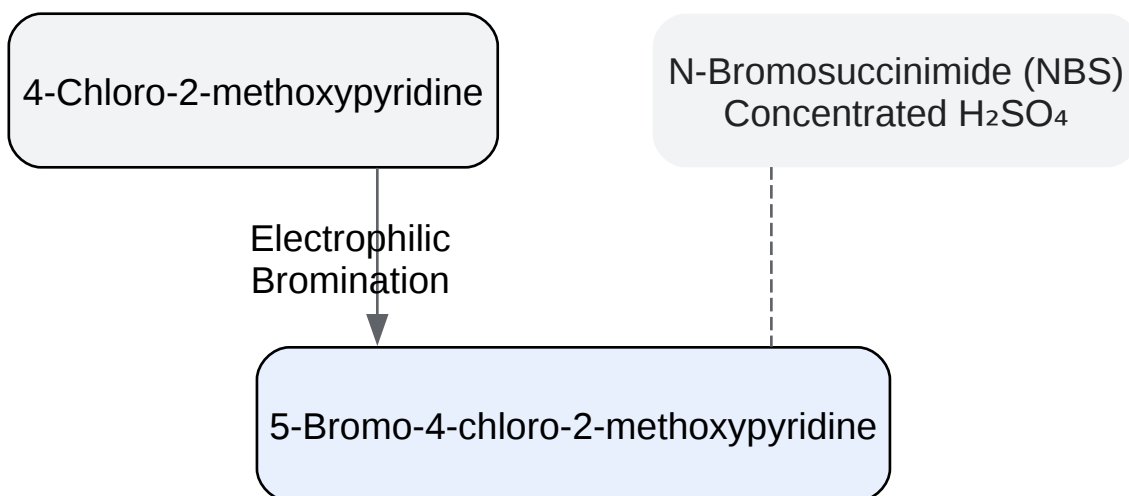 4-Chloro-2-methoxypyridine
N-Bromosuccinimide (NBS)
Concentrated H₂SO₄
Electrophilic
Bromination
5-Bromo-4-chloro-2-methoxypyridine